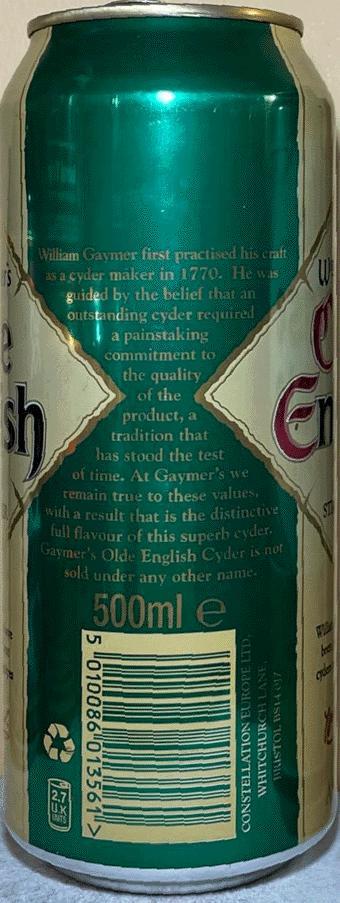 William Gaymer first practised his craft
as a cyder maker in 1770. He was
guided by the belief that an
outstanding cyder required
a painstaking
commitment to
the quality
of the
product, a
tradition that
has stood the test
of time. At Gaymer's we
remain true to these values,
with a result that is the distinctive
full flavour of this superb cyder.
Gaymer's Olde English Cyder is not
sold under any other name.
500ml e
5 010086 013561 >
CONSTELLATION EUROPE LTD,
WHITCHURCH LANE,
BRISTOL BS14 0JZ
2.7
U.K
UNITS
sh
En